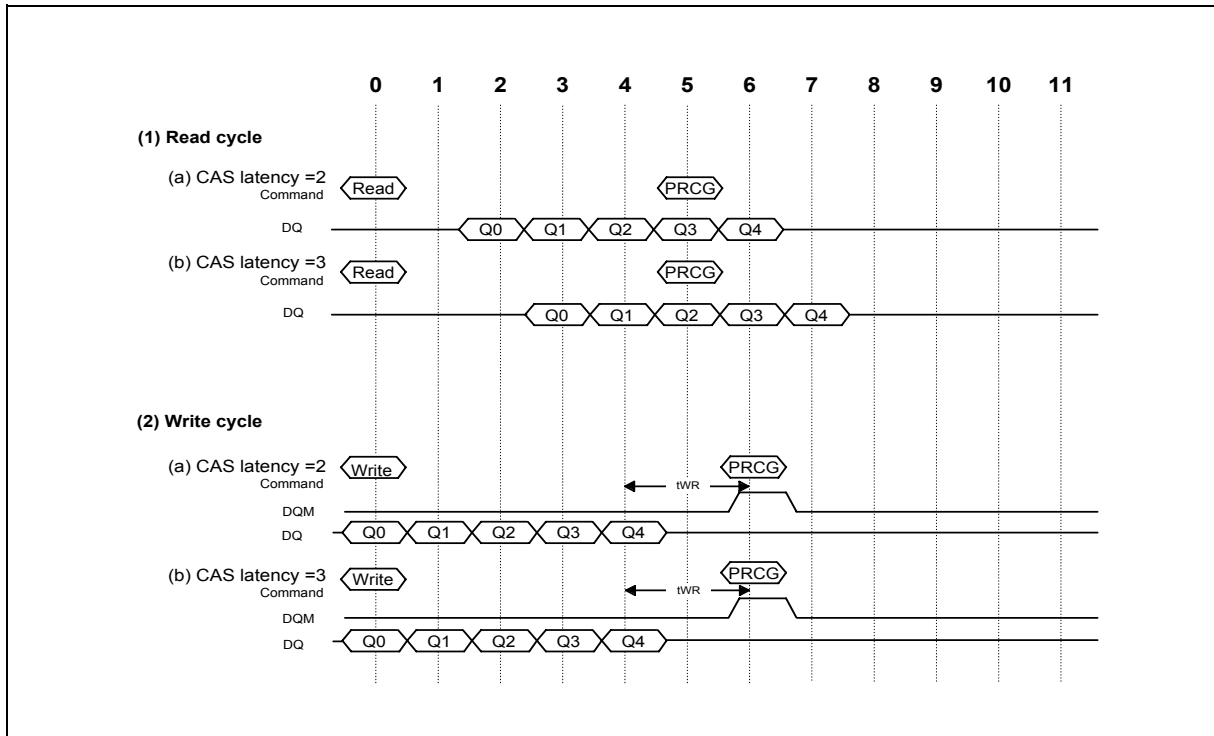 0 1 2 3 4 5 6 7 8 9 10 11
(1) Read cycle
(a) CAS latency =2
Command
Read PRCG
DQ
Q0 Q1 Q2 Q3 Q4
(b) CAS latency =3
Command
Read PRCG
DQ
Q0 Q1 Q2 Q3 Q4
(2) Write cycle
(a) CAS latency =2
Command
Write PRCG
tWR
DQM
DQ
Q0 Q1 Q2 Q3 Q4
(b) CAS latency =3
Command
Write PRCG
tWR
DQM
DQ
Q0 Q1 Q2 Q3 Q4